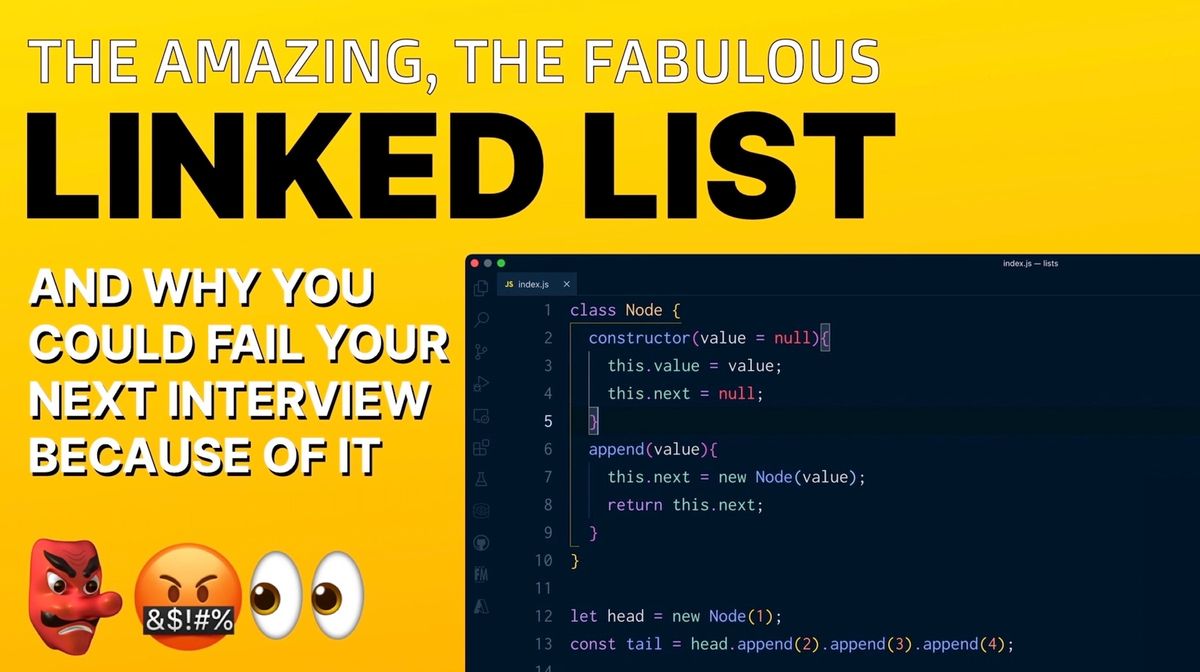 THE AMAZING, THE FABULOUS
LINKED LIST
AND WHY YOU
COULD FAIL YOUR
NEXT INTERVIEW
BECAUSE OF IT
&$!#%
index.js — lists
JS index.js ×
1 class Node {
2   constructor(value = null){
3     this.value = value;
4     this.next = null;
5   }
6   append(value){
7     this.next = new Node(value);
8     return this.next;
9   }
10 }
11
12 let head = new Node(1);
13 const tail = head.append(2).append(3).append(4);
14
FM